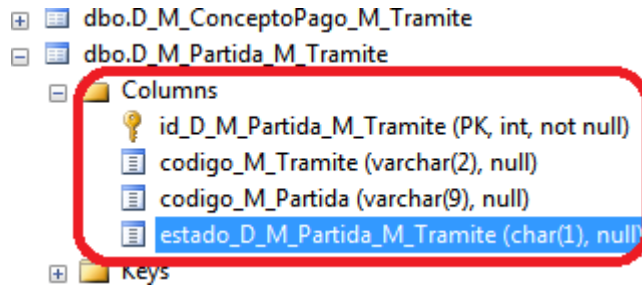 dbo.D_M_ConceptoPago_M_Tramite
dbo.D_M_Partida_M_Tramite
Columns
id_D_M_Partida_M_Tramite (PK, int, not null)
codigo_M_Tramite (varchar(2), null)
codigo_M_Partida (varchar(9), null)
estado_D_M_Partida_M_Tramite (char(1), null)
Keys